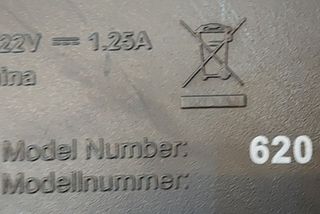 22V ⎓ 1.25A
ina
Model Number: 620
Modellnummer: